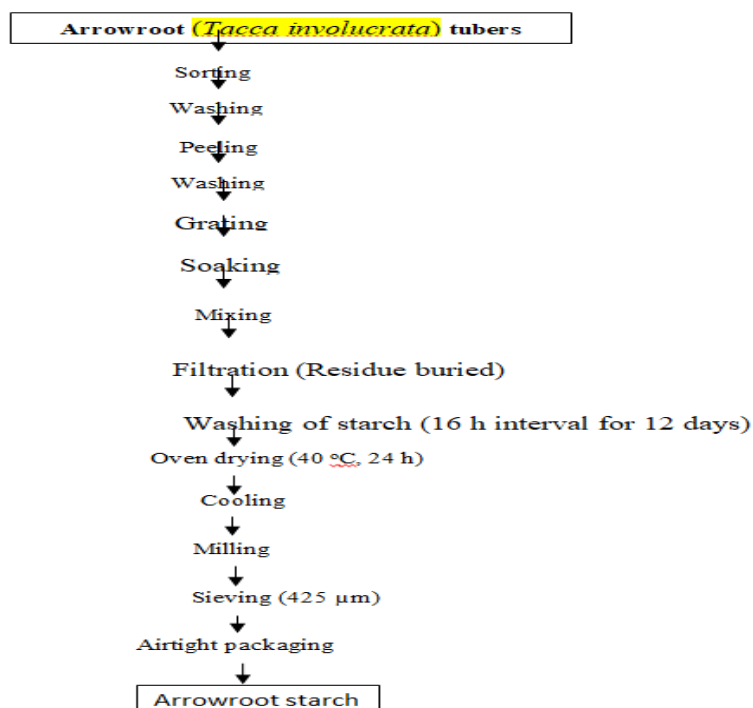 Arrowroot (Tacca involucrata) tubers
Sorting
Washing
Peeling
Washing
Grating
Soaking
Mixing
Filtration (Residue buried)
Washing of starch (16 h interval for 12 days)
Oven drying (40 °C, 24 h)
Cooling
Milling
Sieving (425 µm)
Airtight packaging
Arrowroot starch